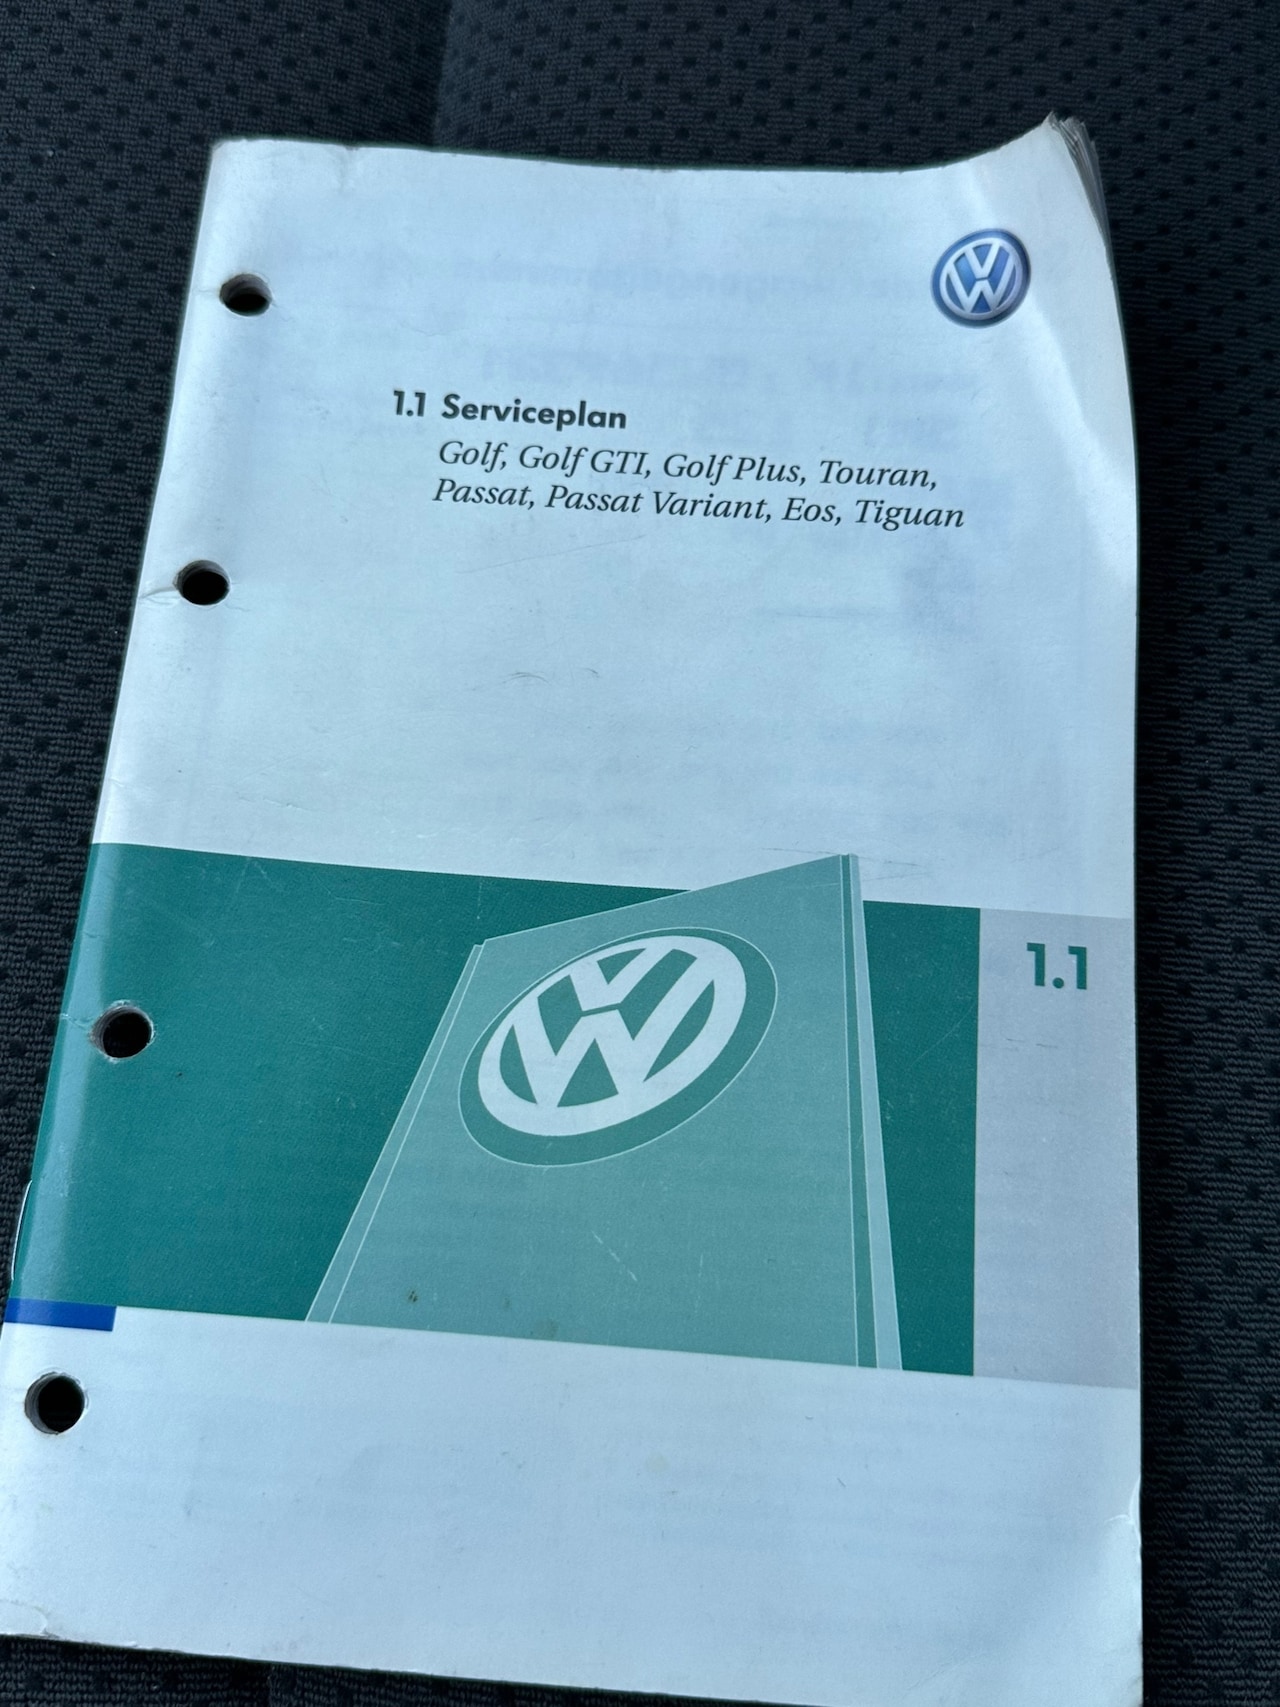 1.1 Serviceplan
Golf, Golf GTI, Golf Plus, Touran,
Passat, Passat Variant, Eos, Tiguan
1.1